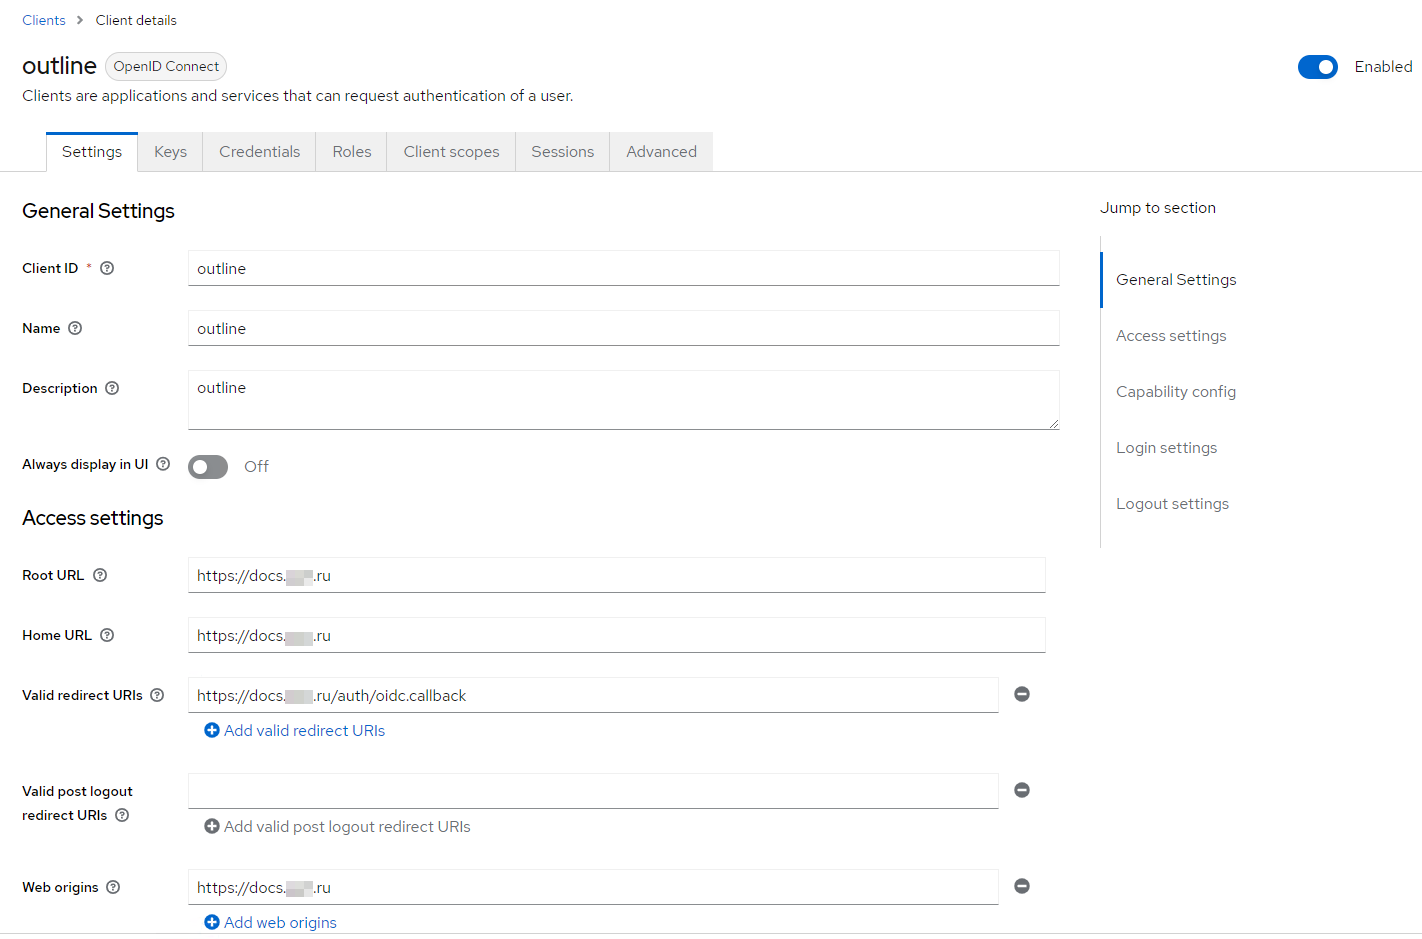 Clients > Client details
outline OpenID Connect Enabled
Clients are applications and services that can request authentication of a user.
Settings Keys Credentials Roles Client scopes Sessions Advanced
General Settings
Jump to section
Client ID * outline
General Settings
Name outline
Access settings
Description outline
Capability config
Always display in UI Off
Login settings
Logout settings
Access settings
Root URL https://docs. .ru
Home URL https://docs. .ru
Valid redirect URIs https://docs. .ru/auth/oidc.callback
Add valid redirect URIs
Valid post logout
redirect URIs
Add valid post logout redirect URIs
Web origins https://docs. .ru
Add web origins